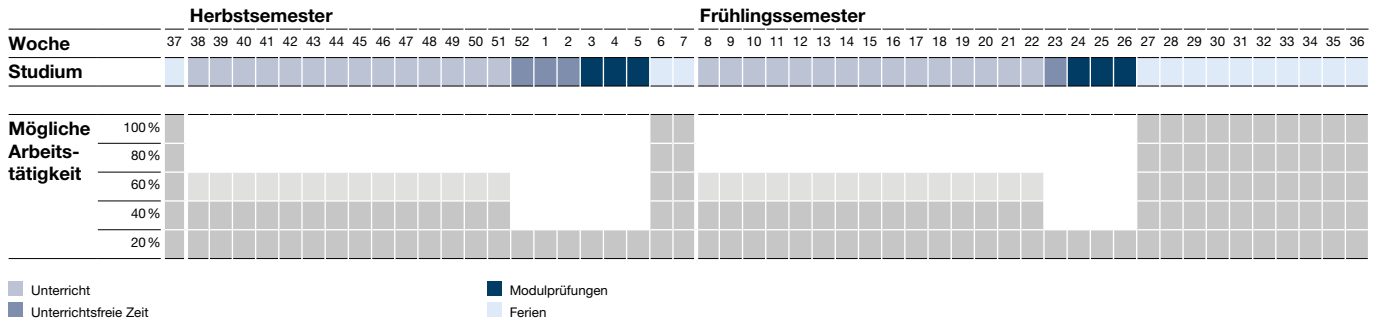 Herbstsemester Frühlingssemester
Woche 37 38 39 40 41 42 43 44 45 46 47 48 49 50 51 52 1 2 3 4 5 6 7 8 9 10 11 12 13 14 15 16 17 18 19 20 21 22 23 24 25 26 27 28 29 30 31 32 33 34 35 36
Studium
Mögliche 100 %
Arbeits- 80 %
tätigkeit 60 %
40 %
20 %
Unterricht Modulprüfungen
Unterrichtsfreie Zeit Ferien